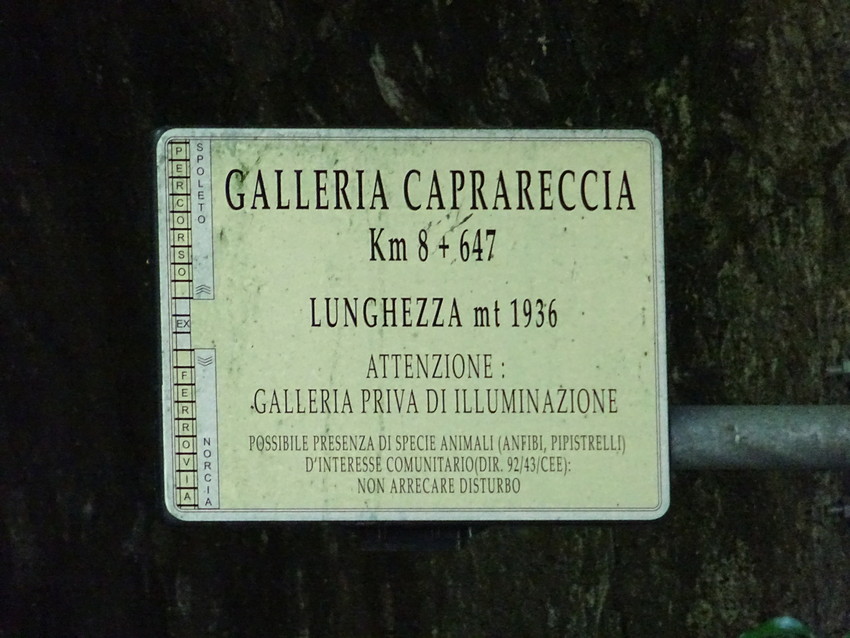 PERCORSO EX FERROVIA
SPOLETO
NORCIA
GALLERIA CAPRARECCIA
Km 8 + 647
LUNGHEZZA mt 1936
ATTENZIONE :
GALLERIA PRIVA DI ILLUMINAZIONE
POSSIBILE PRESENZA DI SPECIE ANIMALI (ANFIBI, PIPISTRELLI)
D'INTERESSE COMUNITARIO(DIR. 92/43/CEE):
NON ARRECARE DISTURBO